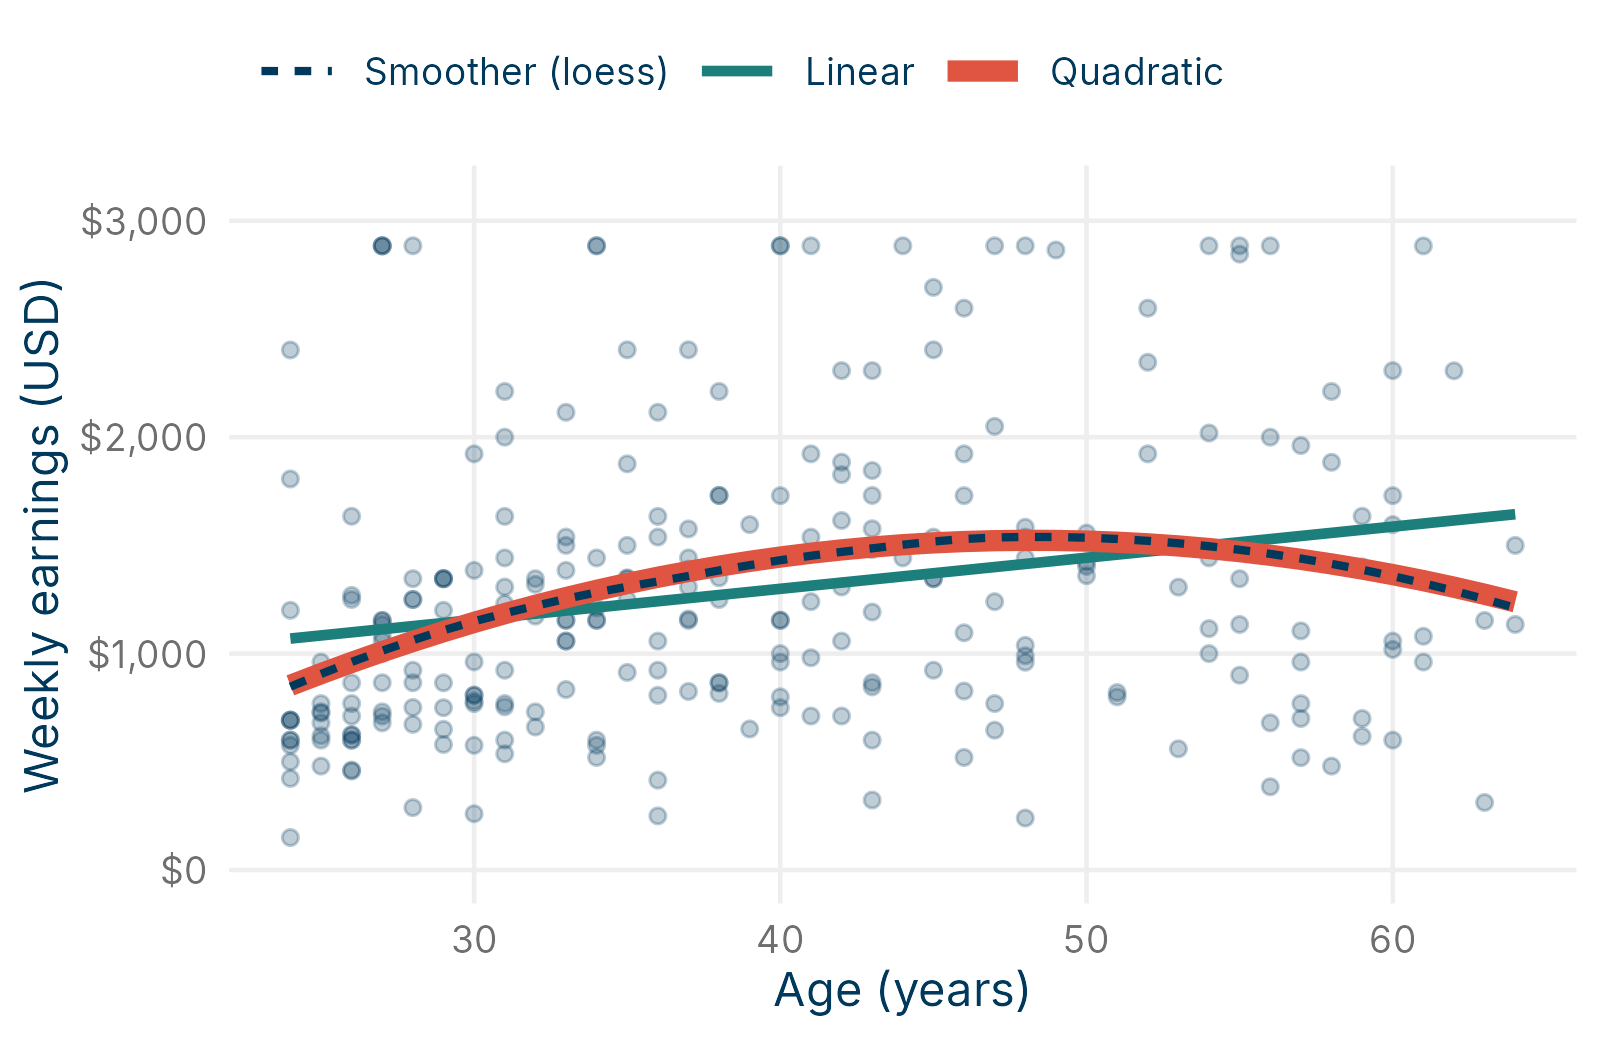 Smoother (loess) Linear Quadratic
Weekly earnings (USD)
$3,000
$2,000
$1,000
$0
30 40 50 60
Age (years)